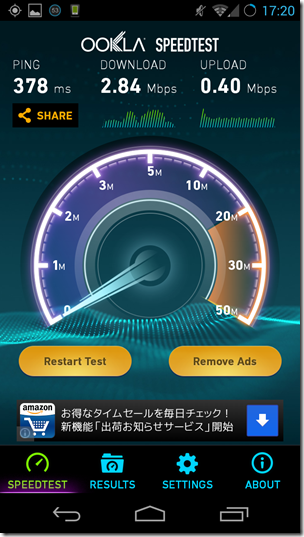 53 17:20
OOKLA SPEEDTEST
PING DOWNLOAD UPLOAD
378 ms 2.84 Mbps 0.40 Mbps
SHARE
5M
3M
2M
20M
1M
30M
0
50M
Restart Test Remove Ads
amazon
お得なタイムセールを毎日チェック！
新機能「出荷お知らせサービス」開始
SPEEDTEST RESULTS SETTINGS ABOUT